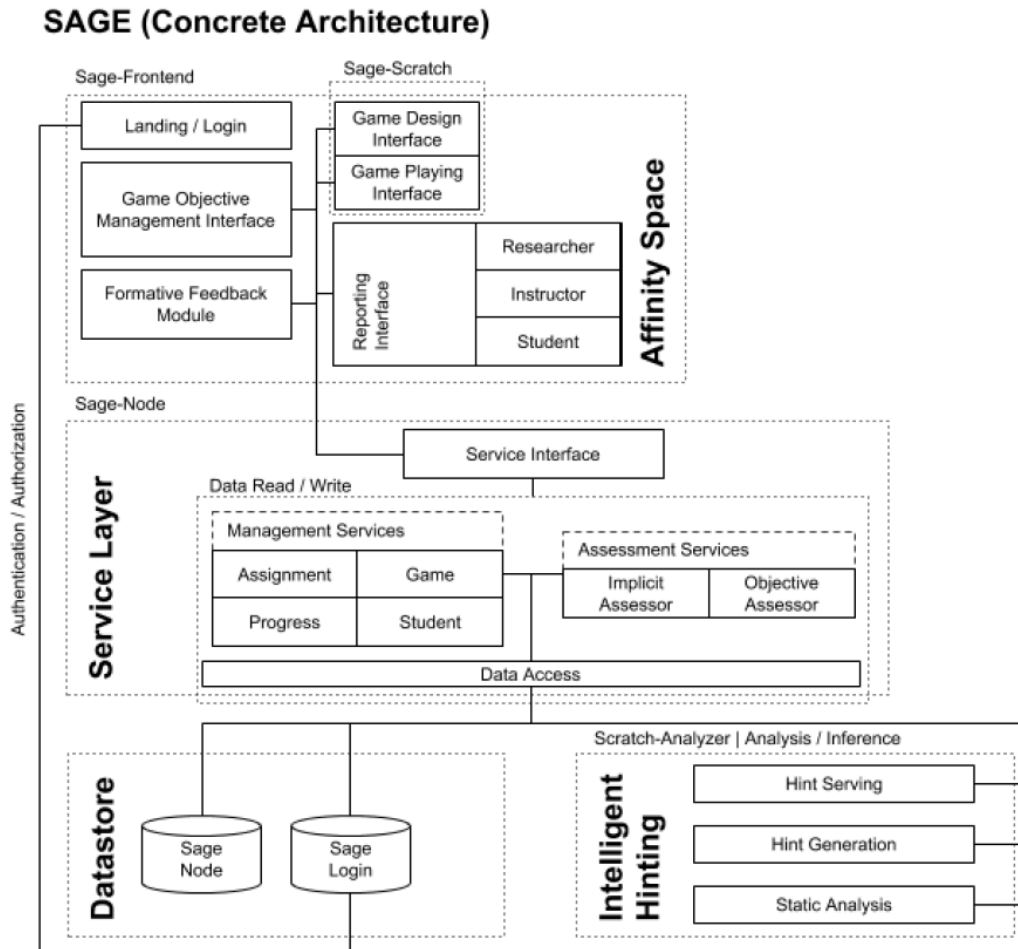 SAGE (Concrete Architecture)
Sage-Frontend
Sage-Scratch
Landing / Login
Game Design
Interface
Game Playing
Interface
Game Objective
Management Interface
Formative Feedback
Module
Reporting
Interface
Researcher
Instructor
Student
Affinity Space
Authentication / Authorization
Sage-Node
Service Layer
Service Interface
Data Read / Write
Management Services
Assignment
Game
Progress
Student
Assessment Services
Implicit
Assessor
Objective
Assessor
Data Access
Datastore
Sage
Node
Sage
Login
Scratch-Analyzer | Analysis / Inference
Intelligent
Hinting
Hint Serving
Hint Generation
Static Analysis